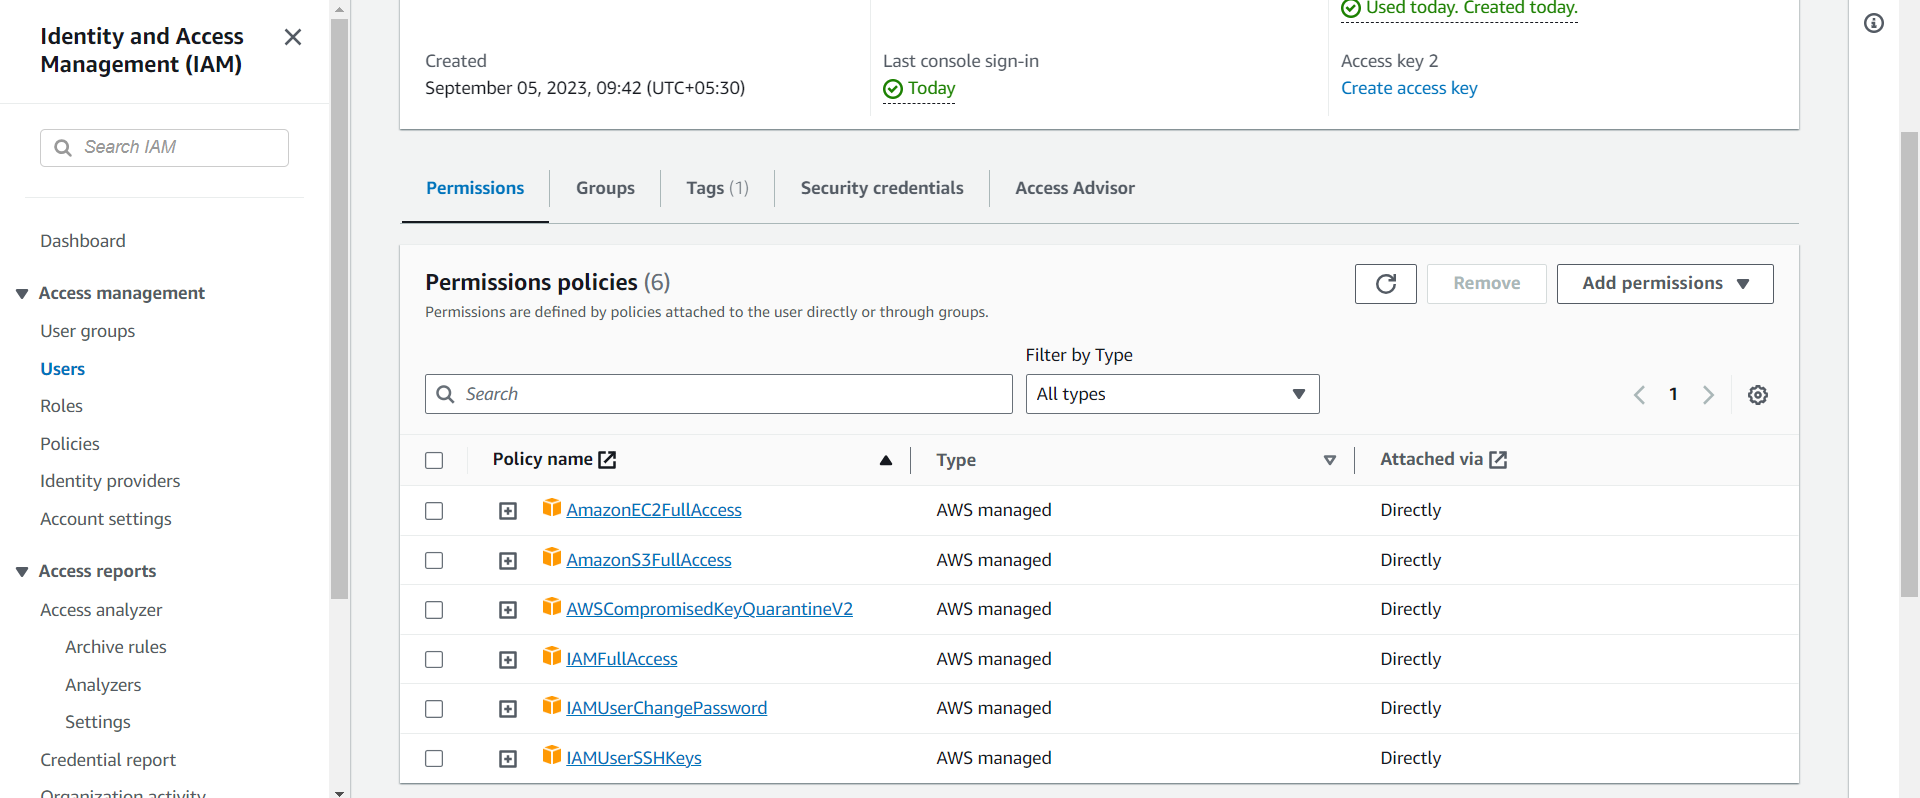 Identity and Access
Management (IAM)
Search IAM
Dashboard
Access management
User groups
Users
Roles
Policies
Identity providers
Account settings
Access reports
Access analyzer
Archive rules
Analyzers
Settings
Credential report
Organization activity
Used today. Created today.
Created
September 05, 2023, 09:42 (UTC+05:30)
Last console sign-in
Today
Access key 2
Create access key
Permissions
Groups
Tags (1)
Security credentials
Access Advisor
Permissions policies (6)
Permissions are defined by policies attached to the user directly or through groups.
Remove
Add permissions
Filter by Type
Search
All types
1
Policy name
Type
Attached via
AmazonEC2FullAccess AWS managed Directly
AmazonS3FullAccess AWS managed Directly
AWSCompromisedKeyQuarantineV2 AWS managed Directly
IAMFullAccess AWS managed Directly
IAMUserChangePassword AWS managed Directly
IAMUserSSHKeys AWS managed Directly